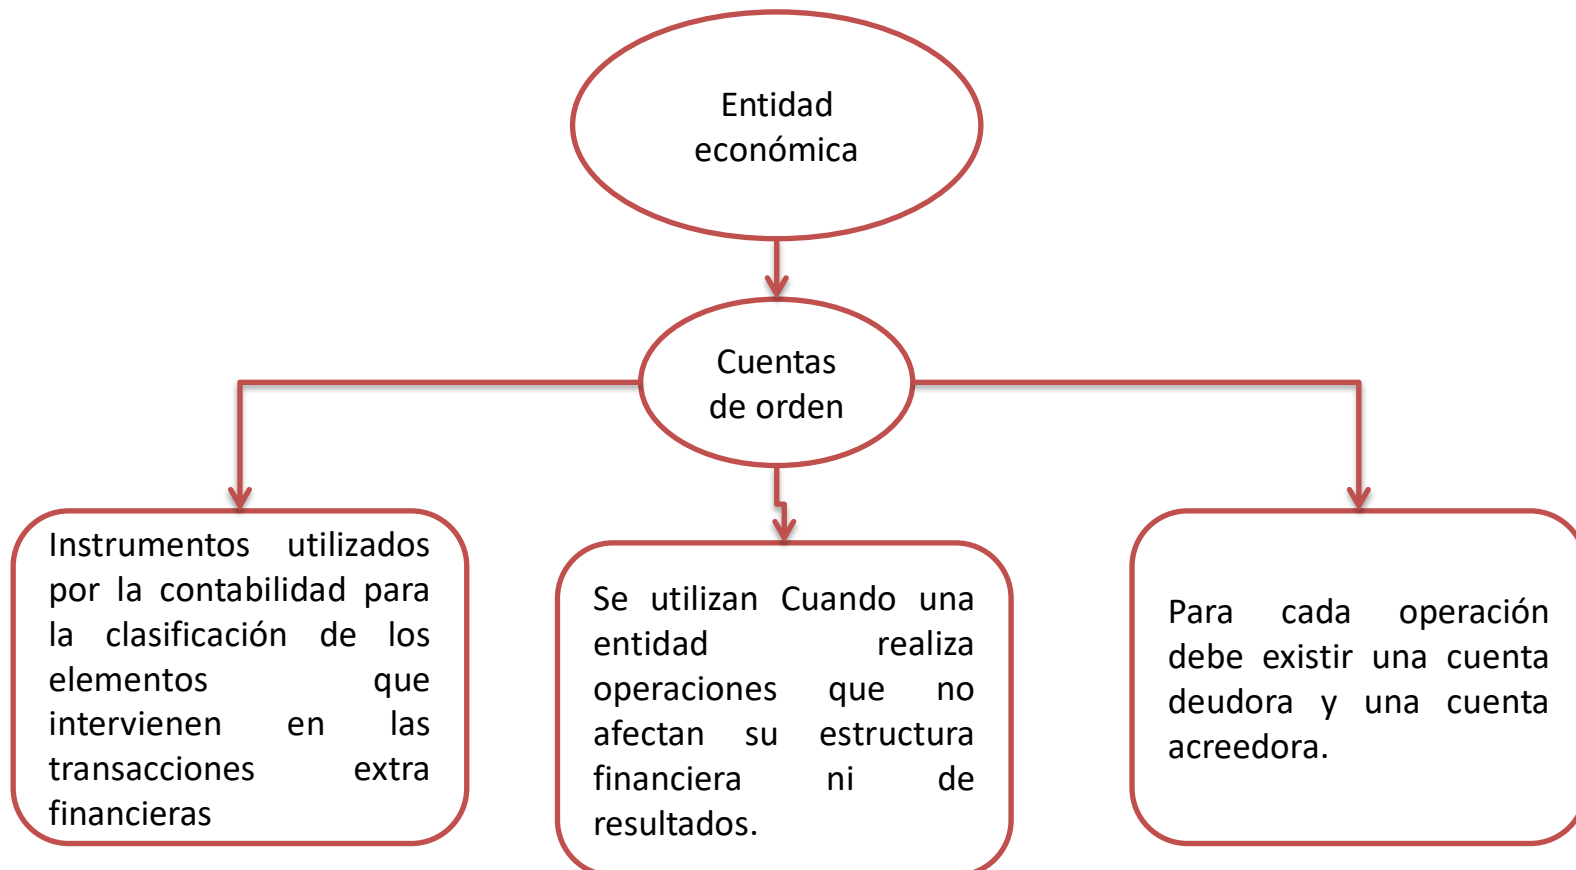 Entidad
económica
Cuentas
de orden
Instrumentos utilizados
por la contabilidad para
la clasificación de los
elementos que
intervienen en las
transacciones extra
financieras
Se utilizan Cuando una
entidad realiza
operaciones que no
afectan su estructura
financiera ni de
resultados.
Para cada operación
debe existir una cuenta
deudora y una cuenta
acreedora.